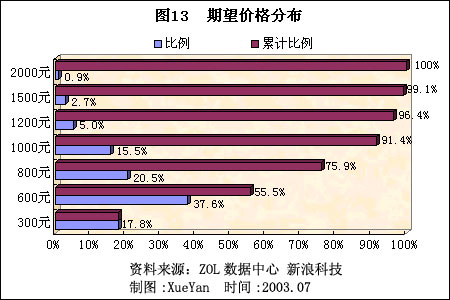 图13 期望价格分布
比例 累计比例
2000元 100%
0.9%
1500元 99.1%
2.7%
1200元 96.4%
5.0%
1000元 91.4%
15.5%
800元 75.9%
20.5%
600元 55.5%
37.6%
300元 17.8%
0% 10% 20% 30% 40% 50% 60% 70% 80% 90% 100%
资料来源：ZOL数据中心 新浪科技
制图:XueYan 时间:2003.07